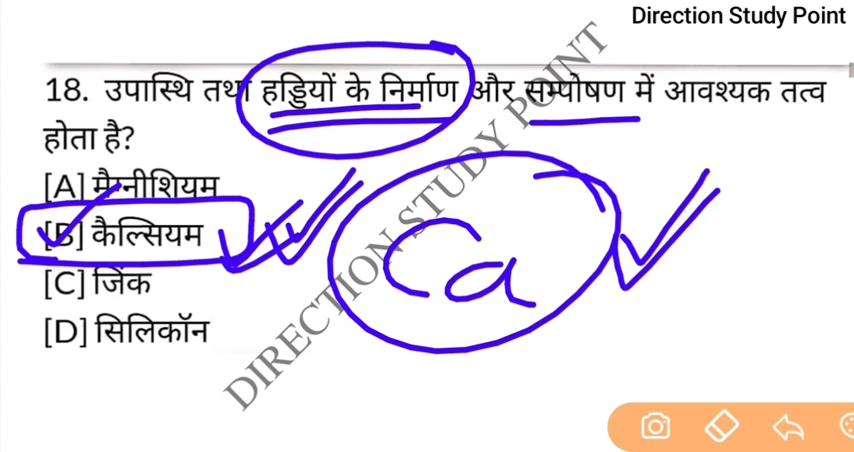 Direction Study Point
18. उपास्थि तथा हड्डियों के निर्माण और सम्पोषण में आवश्यक तत्व
होता है?
[A] मैग्नीशियम
[B] कैल्सियम
[C] जिंक
[D] सिलिकॉन
Ca
DIRECTION STUDY POINT